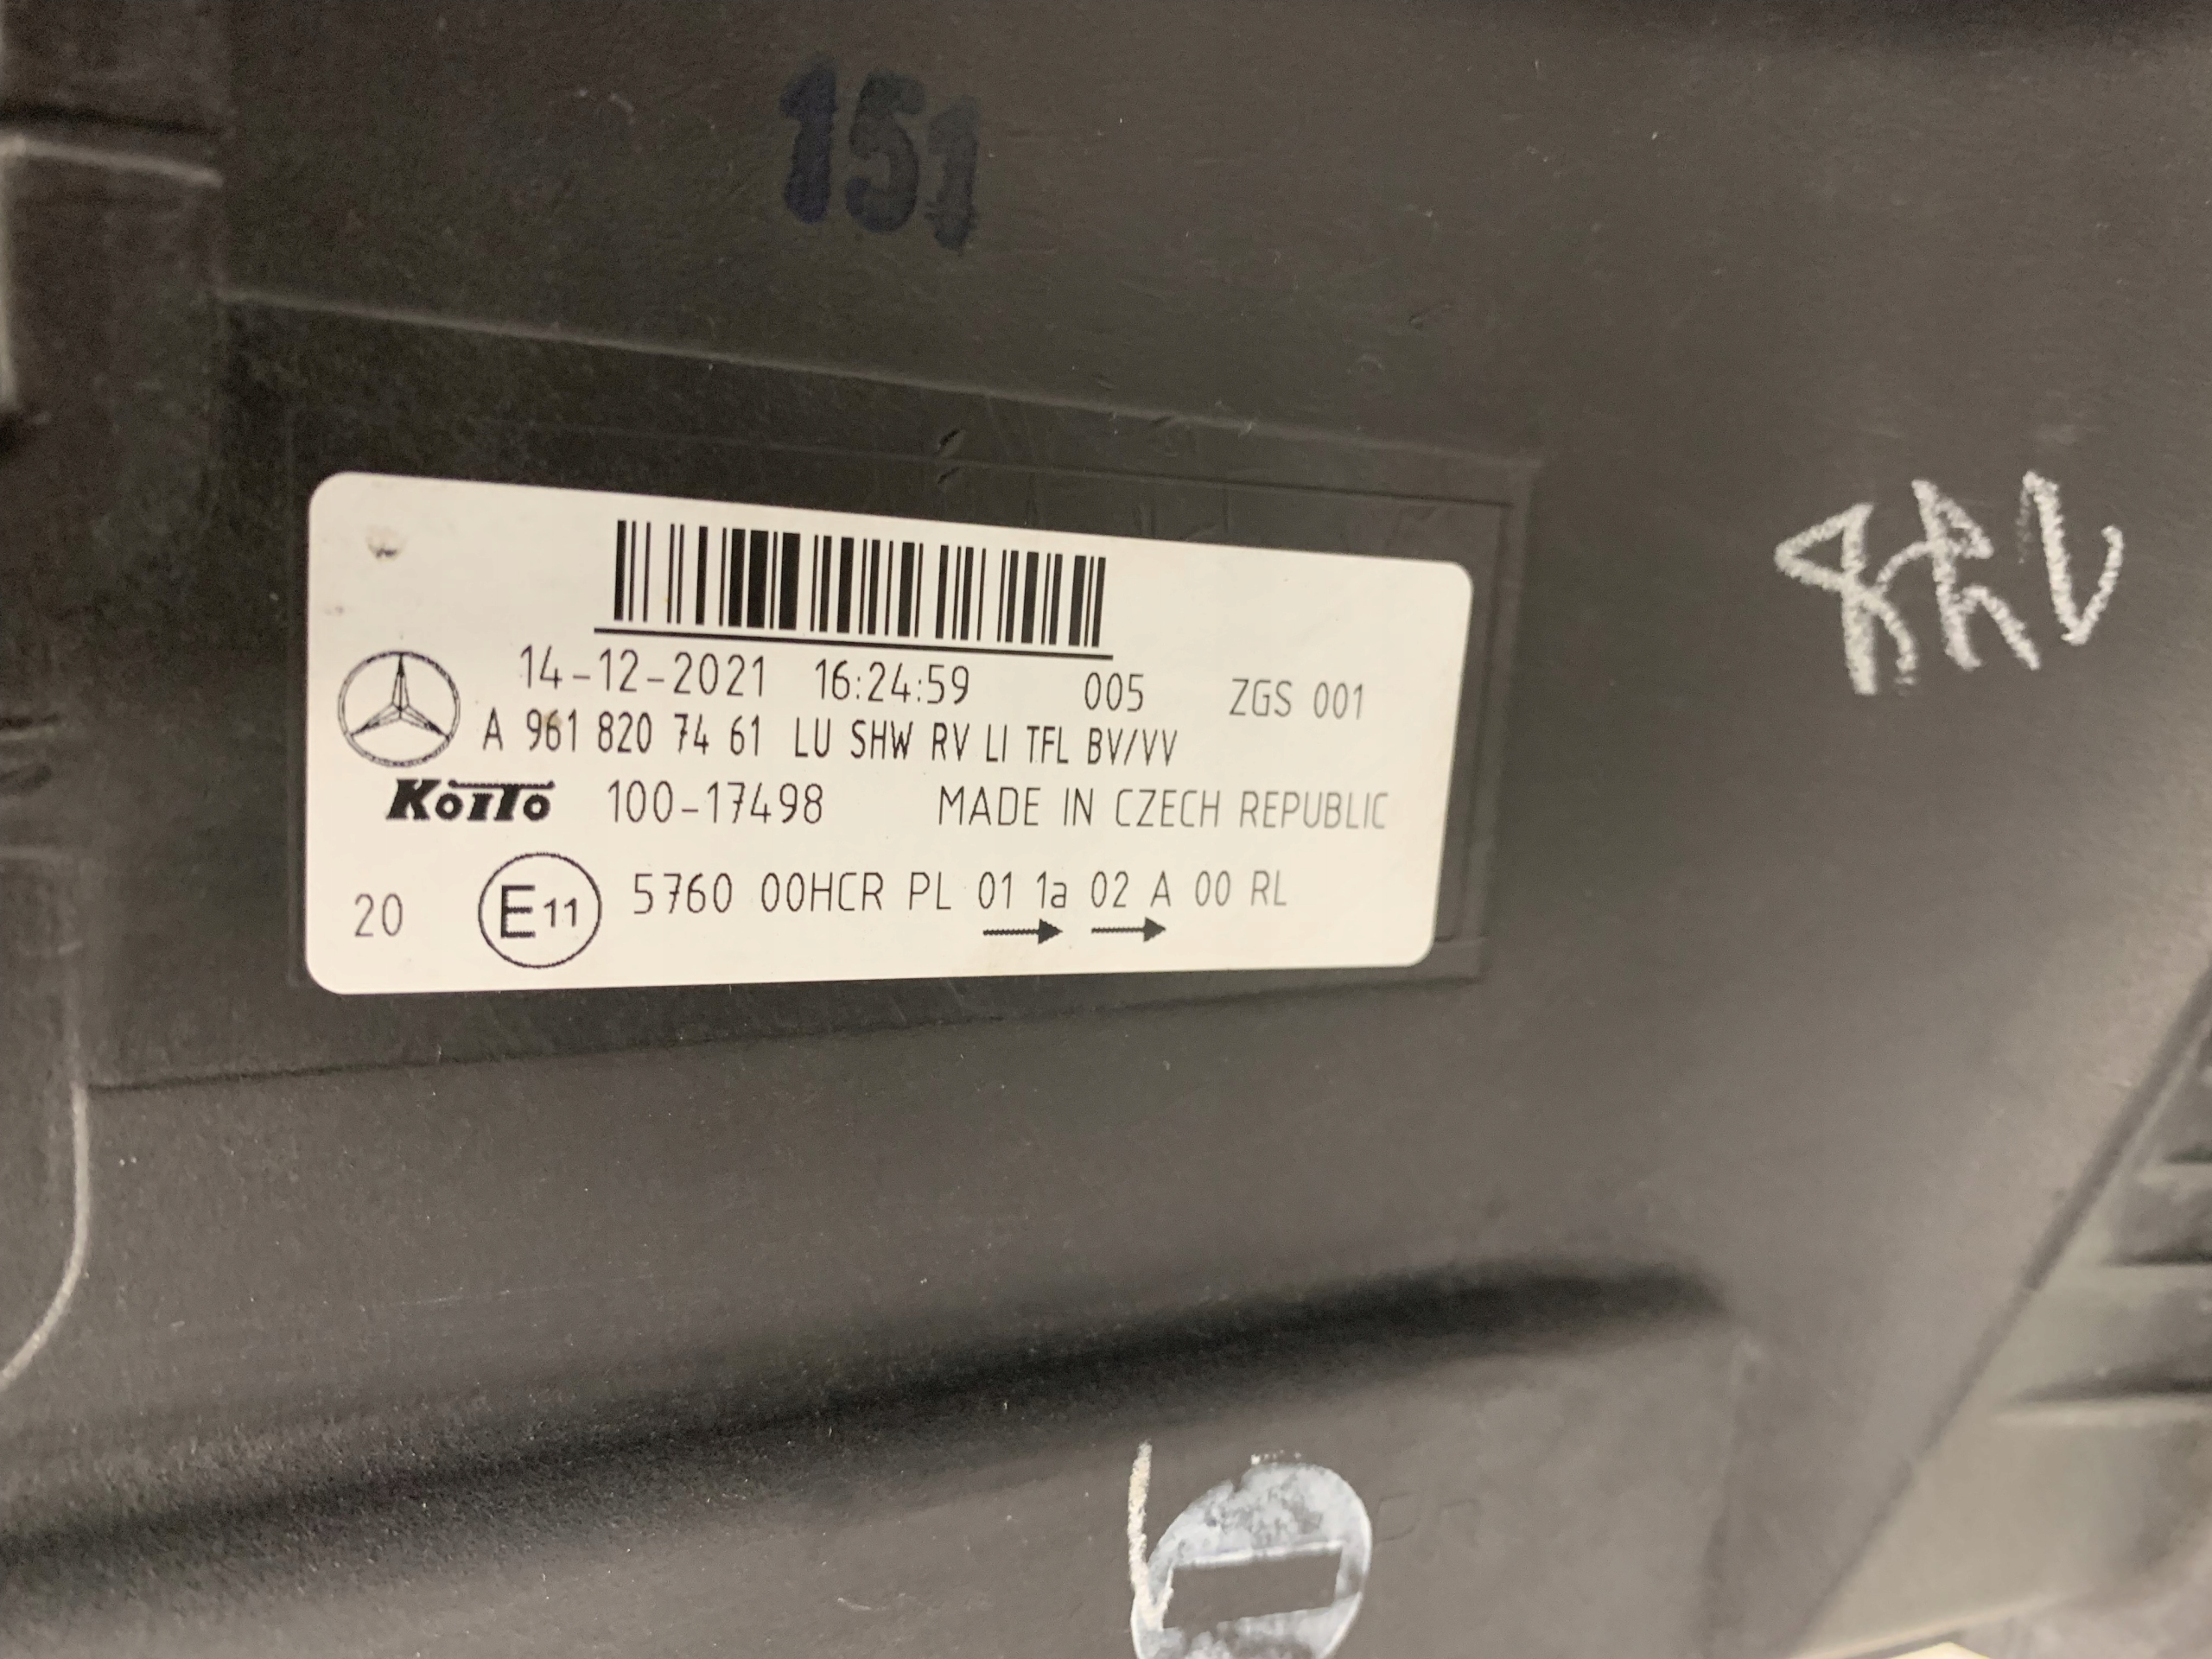 151
14-12-2021 16:24:59 005 ZGS 001
A 961 820 74 61 LU SHW RV LI TFL BV/VV
KOITO 100-17498 MADE IN CZECH REPUBLIC
20 E11 5760 00HCR PL 01 1a 02 A 00 RL